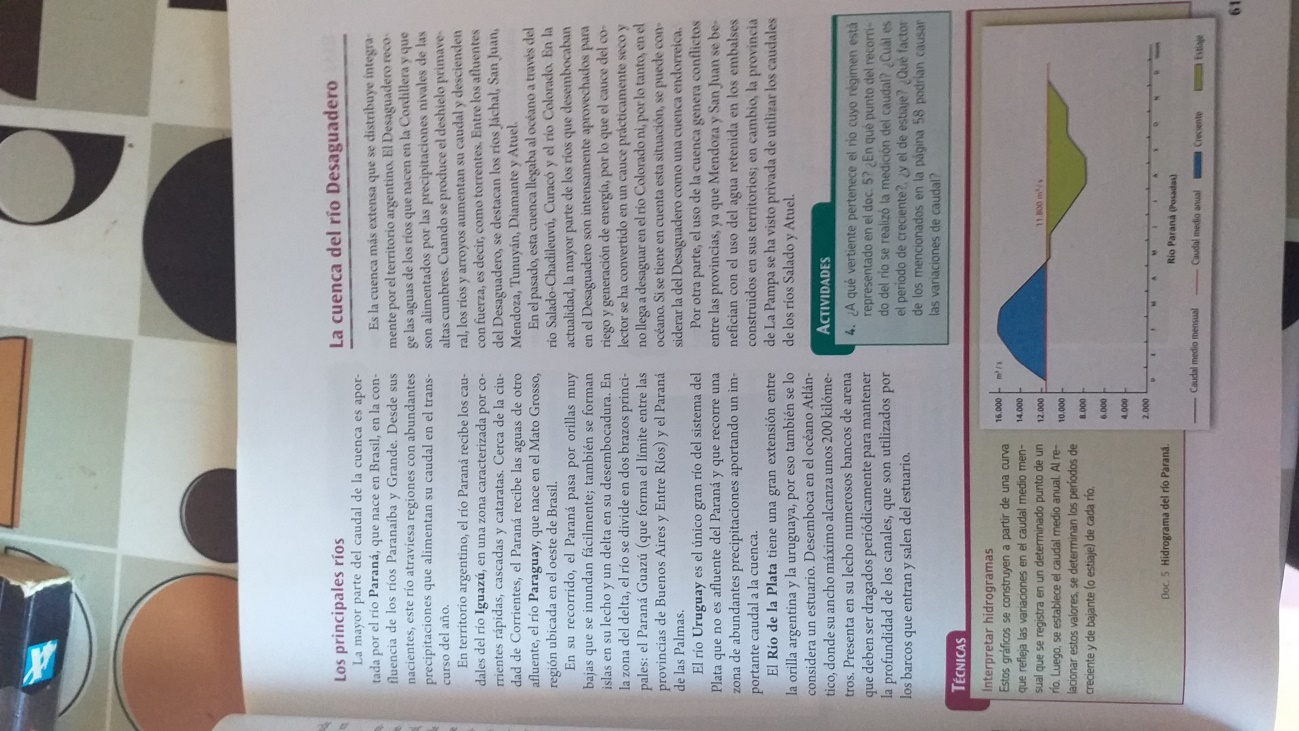 Los principales ríos
La mayor parte del caudal de la cuenca es apor-
tada por el río Paraná, que nace en Brasil, en la con-
fluencia de los ríos Paranaíba y Grande. Desde sus
nacientes, este río atraviesa regiones con abundantes
precipitaciones que alimentan su caudal en el trans-
curso del año.
En territorio argentino, el río Paraná recibe los cau-
dales del río Iguazú, en una zona caracterizada por co-
rrientes rápidas, cascadas y cataratas. Cerca de la ciu-
dad de Corrientes, el Paraná recibe las aguas de otro
afluente, el río Paraguay, que nace en el Mato Grosso,
región ubicada en el oeste de Brasil.
En su recorrido, el Paraná pasa por orillas muy
bajas que se inundan fácilmente; también se forman
islas en su lecho y un delta en su desembocadura. En
la zona del delta, el río se divide en dos brazos princi-
pales: el Paraná Guazú (que forma el límite entre las
provincias de Buenos Aires y Entre Ríos) y el Paraná
de las Palmas.
El río Uruguay es el único gran río del sistema del
Plata que no es afluente del Paraná y que recorre una
zona de abundantes precipitaciones aportando un im-
portante caudal a la cuenca.
El Río de la Plata tiene una gran extensión entre
la orilla argentina y la uruguaya, por eso también se lo
considera un estuario. Desemboca en el océano Atlán-
tico, donde su ancho máximo alcanza unos 200 kilóme-
tros. Presenta en su lecho numerosos bancos de arena
que deben ser dragados periódicamente para mantener
la profundidad de los canales, que son utilizados por
los barcos que entran y salen del estuario.
La cuenca del río Desaguadero
Es la cuenca más extensa que se distribuye íntegra-
mente por el territorio argentino. El Desaguadero reco-
ge las aguas de los ríos que nacen en la Cordillera y que
son alimentados por las precipitaciones nivales de las
altas cumbres. Cuando se produce el deshielo primave-
ral, los ríos y arroyos aumentan su caudal y descienden
con fuerza, es decir, como torrentes. Entre los afluentes
del Desaguadero, se destacan los ríos Jáchal, San Juan,
Mendoza, Tunuyán, Diamante y Atuel.
En el pasado, esta cuenca llegaba al océano a través del
río Salado-Chadileuvú, Curacó y el río Colorado. En la
actualidad, la mayor parte de los ríos que desembocaban
en el Desaguadero son intensamente aprovechados para
riego y generación de energía, por lo que el cauce del co-
lector se ha convertido en un cauce prácticamente seco y
no llega a desaguar en el río Colorado ni, por lo tanto, en el
océano. Si se tiene en cuenta esta situación, se puede con-
siderar la del Desaguadero como una cuenca endorreica.
Por otra parte, el uso de la cuenca genera conflictos
entre las provincias, ya que Mendoza y San Juan se be-
nefician con el uso del agua retenida en los embalses
construidos en sus territorios; en cambio, la provincia
de La Pampa se ha visto privada de utilizar los caudales
de los ríos Salado y Atuel.
ACTIVIDADES
4. ¿A qué vertiente pertenece el río cuyo régimen está
representado en el doc. 5? ¿En qué punto del recorri-
do del río se realizó la medición del caudal? ¿Cuál es
el período de creciente?, ¿y el de estiaje? ¿Qué factor
de los mencionados en la página 58 podrían causar
las variaciones de caudal?
TÉCNICAS
Interpretar hidrogramas
Estos gráficos se construyen a partir de una curva
que refleja las variaciones en el caudal medio men-
sual que se registra en un determinado punto de un
río. Luego, se establece el caudal medio anual. Al re-
lacionar estos valores, se determinan los períodos de
creciente y de bajante (o estiaje) de cada río.
Doc. 5 Hidrograma del río Paraná.
m³/s
16.000
14.000
12.000
10.000
8.000
6.000
4.000
2.000
11.800 m³/s
Río Paraná (Posadas)
Caudal medio mensual
Caudal medio anual
Creciente
Estiaje
61